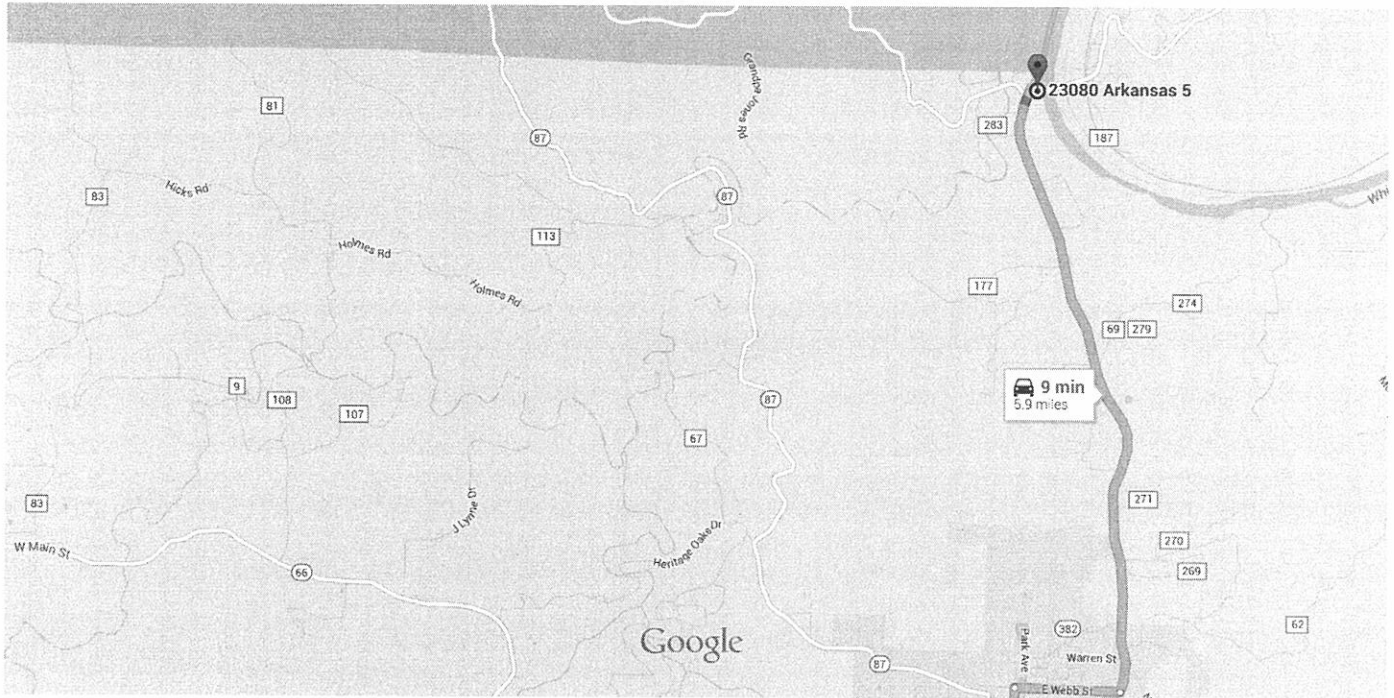 Grandpa Jones Rd
23080 Arkansas 5
81
283
187
87
83
Hicks Rd
87
113
Holmes Rd
Holmes Rd
177
274
69
279
9
108
107
87
9 min
5.9 miles
67
83
J Lynne Dr
271
W Main St
Heritage Oaks Dr
270
66
269
Google
Park Ave
382
62
Warren St
87
E Webb St